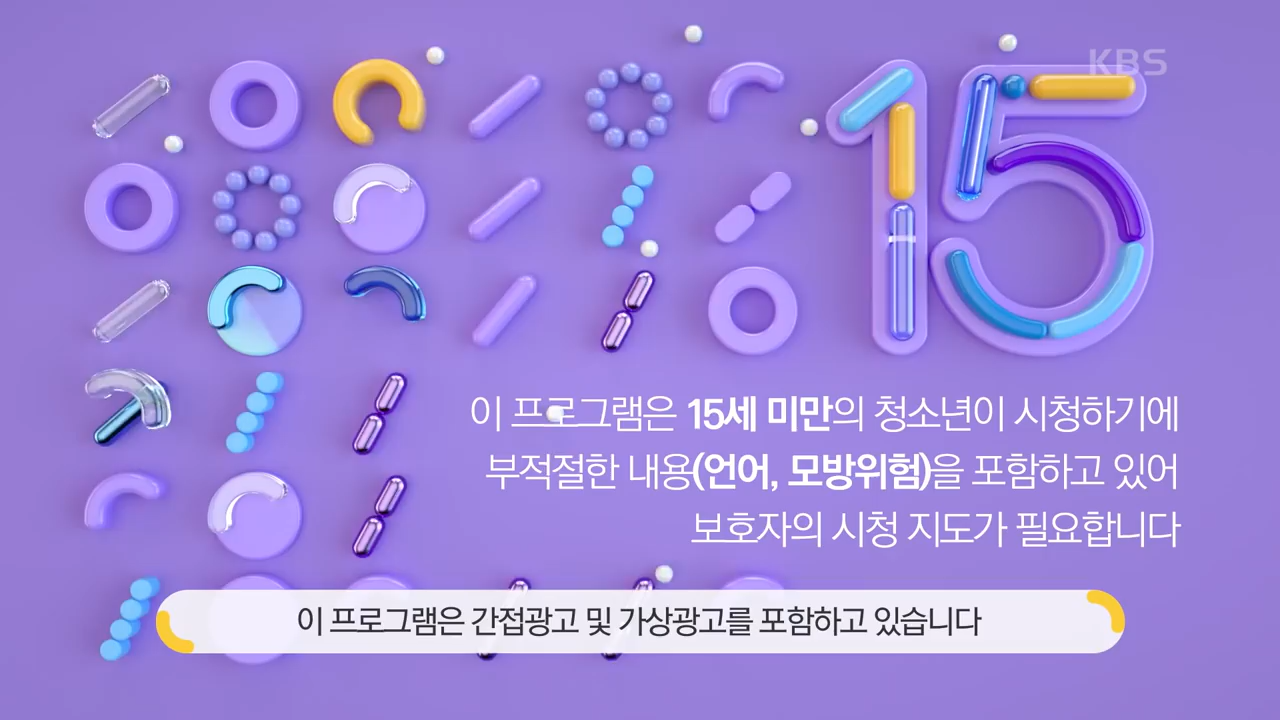 KBS
15
이 프로그램은 15세 미만의 청소년이 시청하기에
부적절한 내용(언어, 모방위험)을 포함하고 있어
보호자의 시청 지도가 필요합니다
이 프로그램은 간접광고 및 가상광고를 포함하고 있습니다